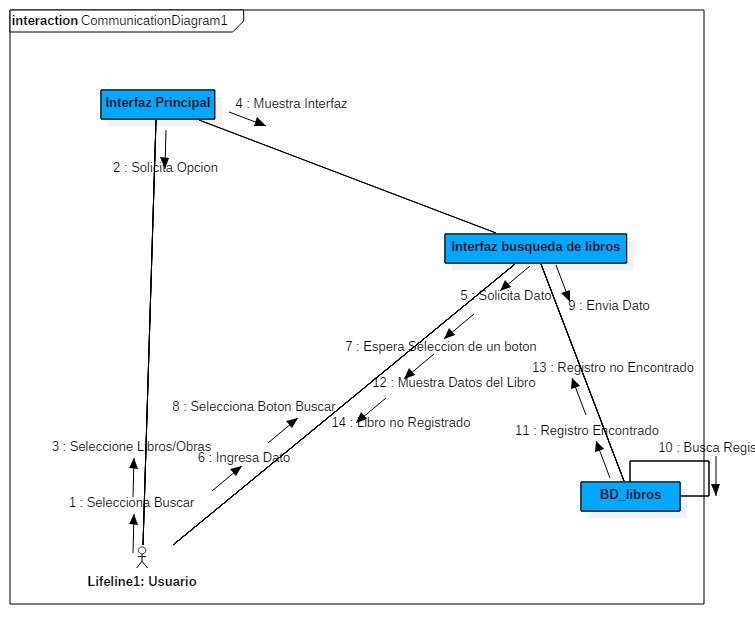 interaction CommunicationDiagram1
Interfaz Principal
4 : Muestra Interfaz
2 : Solicita Opcion
Interfaz busqueda de libros
5 : Solicita Dato
9 : Envia Dato
7 : Espera Seleccion de un boton
13 : Registro no Encontrado
12 : Muestra Datos del Libro
8 : Selecciona Boton Buscar
14 : Libro no Registrado
11 : Registro Encontrado
3 : Seleccione Libros/Obras
10 : Busca Regis
6 : Ingresa Dato
BD_libros
1 : Selecciona Buscar
Lifeline1: Usuario